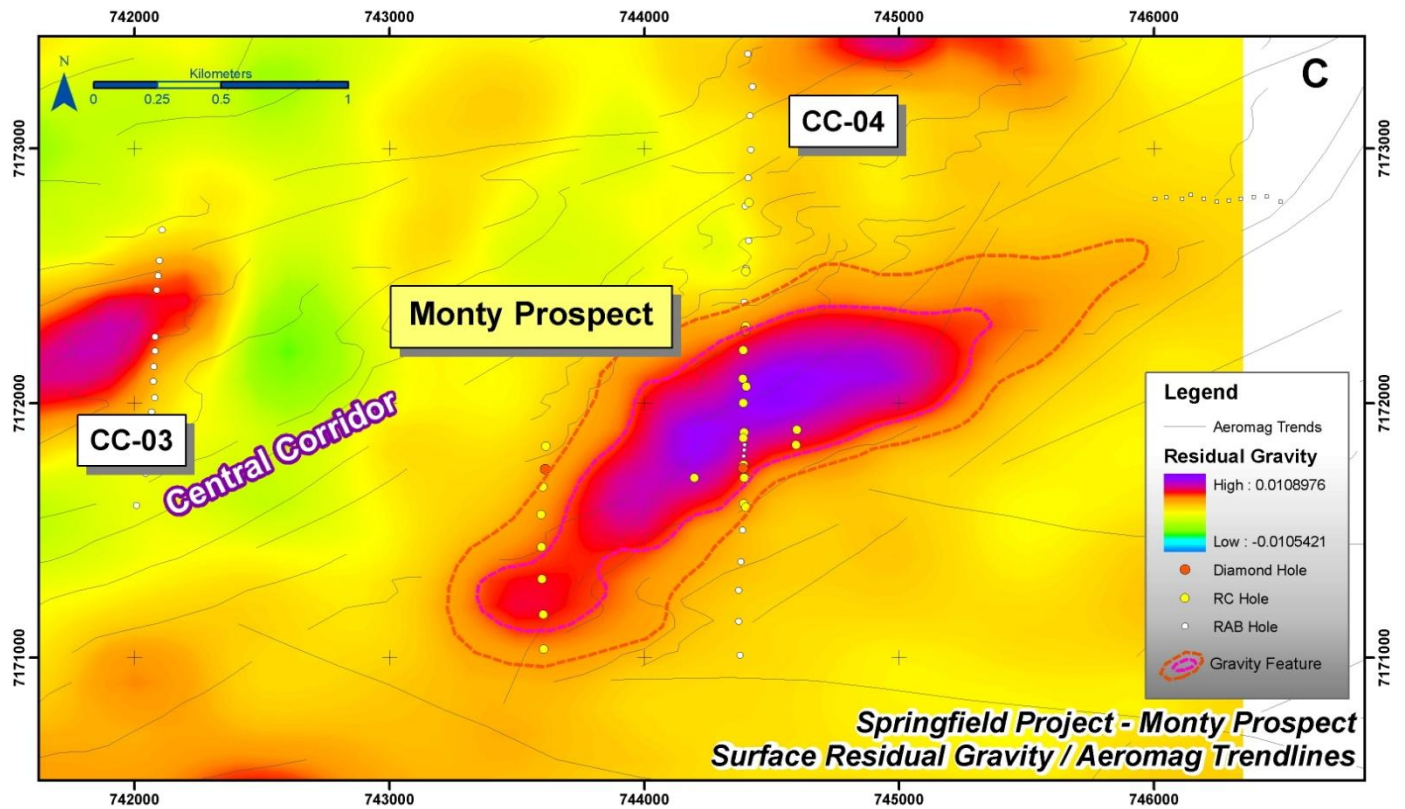 742000 743000 744000 745000 746000
N
Kilometers
0 0.25 0.5 1
C
CC-04
7173000 7173000
Monty Prospect
7172000 7172000
CC-03
Central Corridor
Legend
Aeromag Trends
Residual Gravity
High : 0.0108976
Low : -0.0105421
Diamond Hole
RC Hole
RAB Hole
Gravity Feature
7171000 7171000
Springfield Project - Monty Prospect
Surface Residual Gravity / Aeromag Trendlines
742000 743000 744000 745000 746000